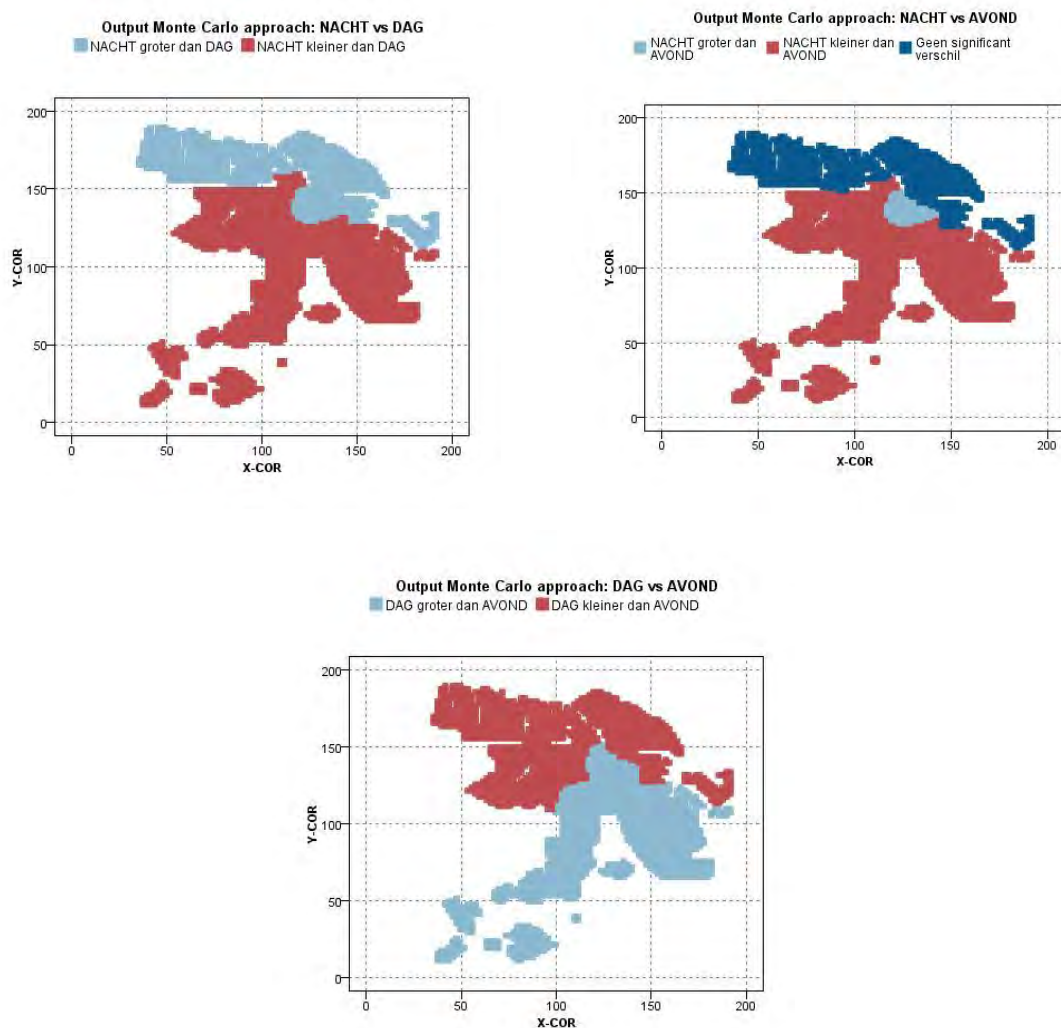 Output Monte Carlo approach: NACHT vs DAG
NACHT groter dan DAG NACHT kleiner dan DAG
200
150
100
50
0
Y-COR
0 50 100 150 200
X-COR
Output Monte Carlo approach: NACHT vs AVOND
NACHT groter dan AVOND
NACHT kleiner dan AVOND
Geen significant verschil
200
150
100
50
0
Y-COR
0 50 100 150 200
X-COR
Output Monte Carlo approach: DAG vs AVOND
DAG groter dan AVOND DAG kleiner dan AVOND
200
150
100
50
0
Y-COR
0 50 100 150 200
X-COR